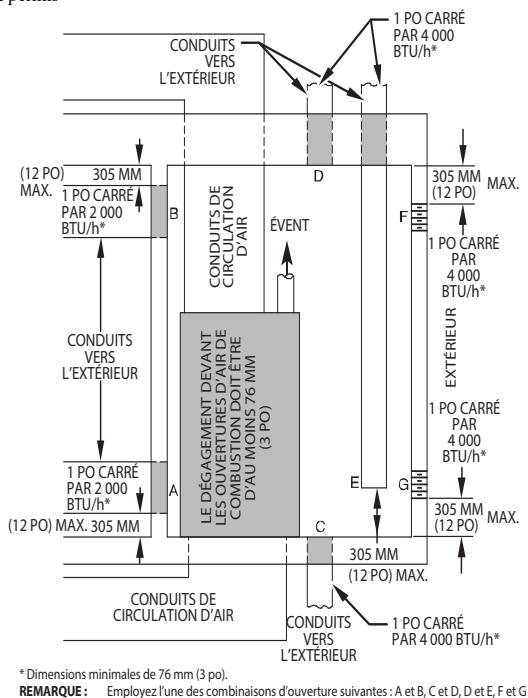 1 PO CARRÉ
PAR 4 000
BTU/h*
CONDUITS
VERS
L'EXTÉRIEUR
(12 PO)
MAX.
305 MM
1 PO CARRÉ
PAR 2 000
BTU/h*
B
D
CONDUITS DE
CIRCULATION
D'AIR
ÉVENT
F
305 MM
(12 PO)
MAX.
1 PO CARRÉ
PAR
4 000
BTU/h*
CONDUITS
VERS
L'EXTÉRIEUR
LE DÉGAGEMENT DEVANT
LES OUVERTURES D'AIR DE
COMBUSTION DOIT ÊTRE
D'AU MOINS 76 MM
(3 PO)
EXTÉRIEUR
1 PO CARRÉ
PAR
4 000
BTU/h*
1 PO CARRÉ
PAR 2 000
BTU/h*
A
E
G
(12 PO) MAX.
305 MM
C
305 MM
(12 PO)
MAX.
305 MM
(12 PO) MAX.
CONDUITS DE
CIRCULATION D'AIR
CONDUITS
VERS
L'EXTÉRIEUR
1 PO CARRÉ
PAR 4 000 BTU/h*
* Dimensions minimales de 76 mm (3 po).
REMARQUE : Employez l'une des combinaisons d'ouverture suivantes : A et B, C et D, D et E, F et G